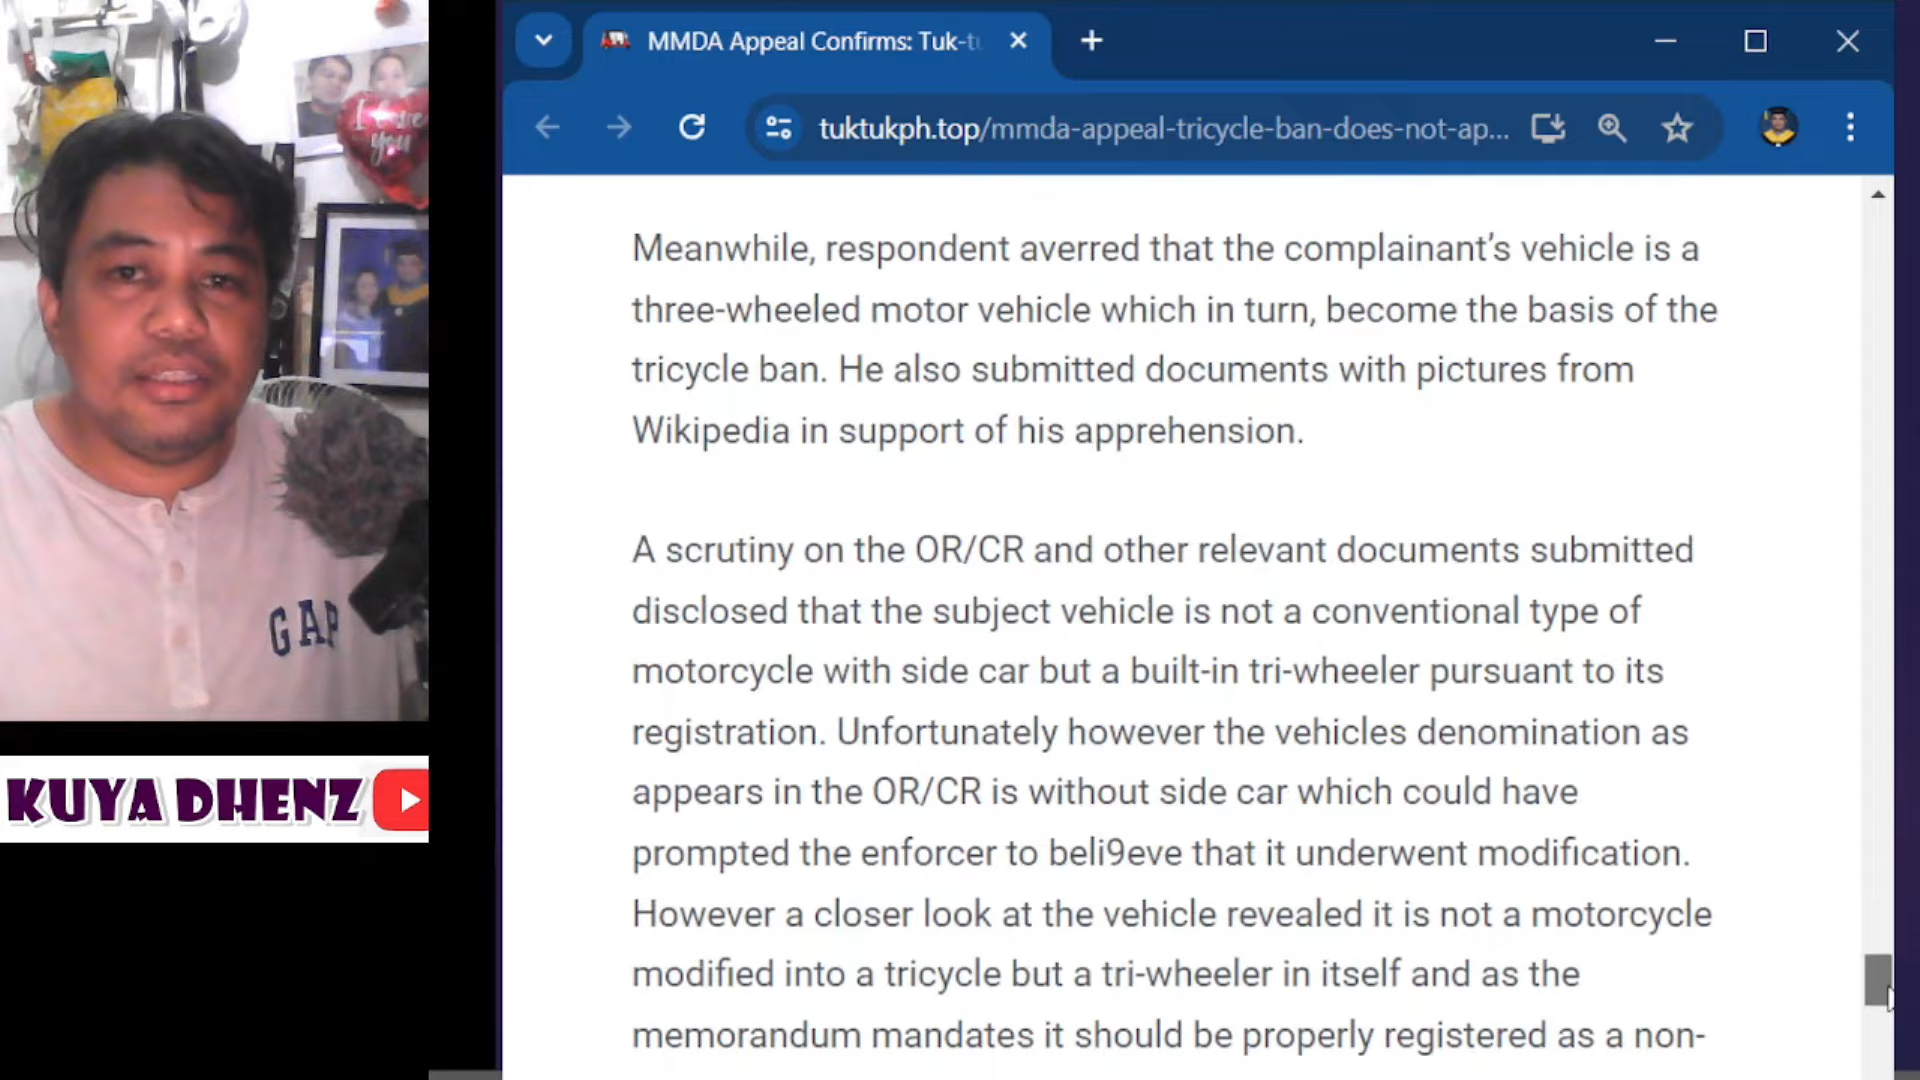 MMDA Appeal Confirms: Tuk-tu
tuktukph.top/mmda-appeal-tricycle-ban-does-not-ap...
I Love
you
GAP
KUYA DHENZ
Meanwhile, respondent averred that the complainant’s vehicle is a
three-wheeled motor vehicle which in turn, become the basis of the
tricycle ban. He also submitted documents with pictures from
Wikipedia in support of his apprehension.
A scrutiny on the OR/CR and other relevant documents submitted
disclosed that the subject vehicle is not a conventional type of
motorcycle with side car but a built-in tri-wheeler pursuant to its
registration. Unfortunately however the vehicles denomination as
appears in the OR/CR is without side car which could have
prompted the enforcer to beli9eve that it underwent modification.
However a closer look at the vehicle revealed it is not a motorcycle
modified into a tricycle but a tri-wheeler in itself and as the
memorandum mandates it should be properly registered as a non-